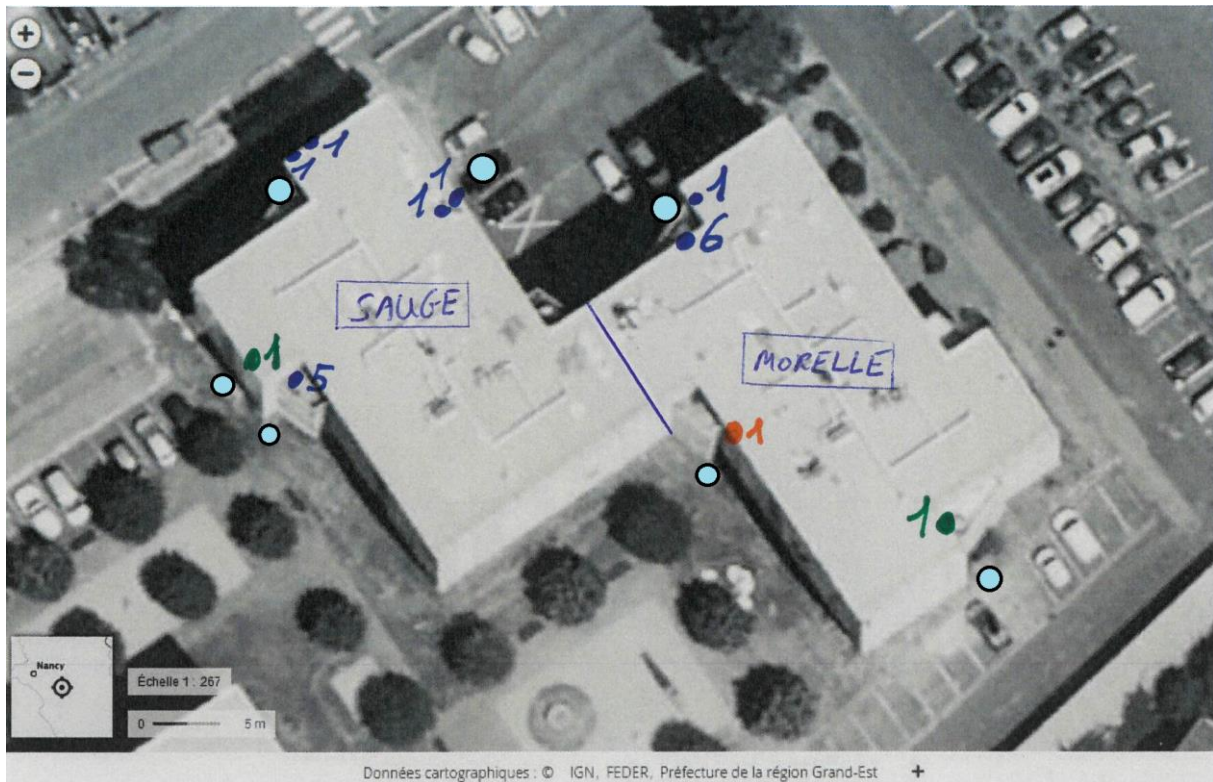 +
−
1
1
1
1
1
6
SAUGE
MORELLE
1
5
1
1
Nancy
Échelle 1 : 267
0 5 m
Données cartographiques : © IGN, FEDER, Préfecture de la région Grand-Est +